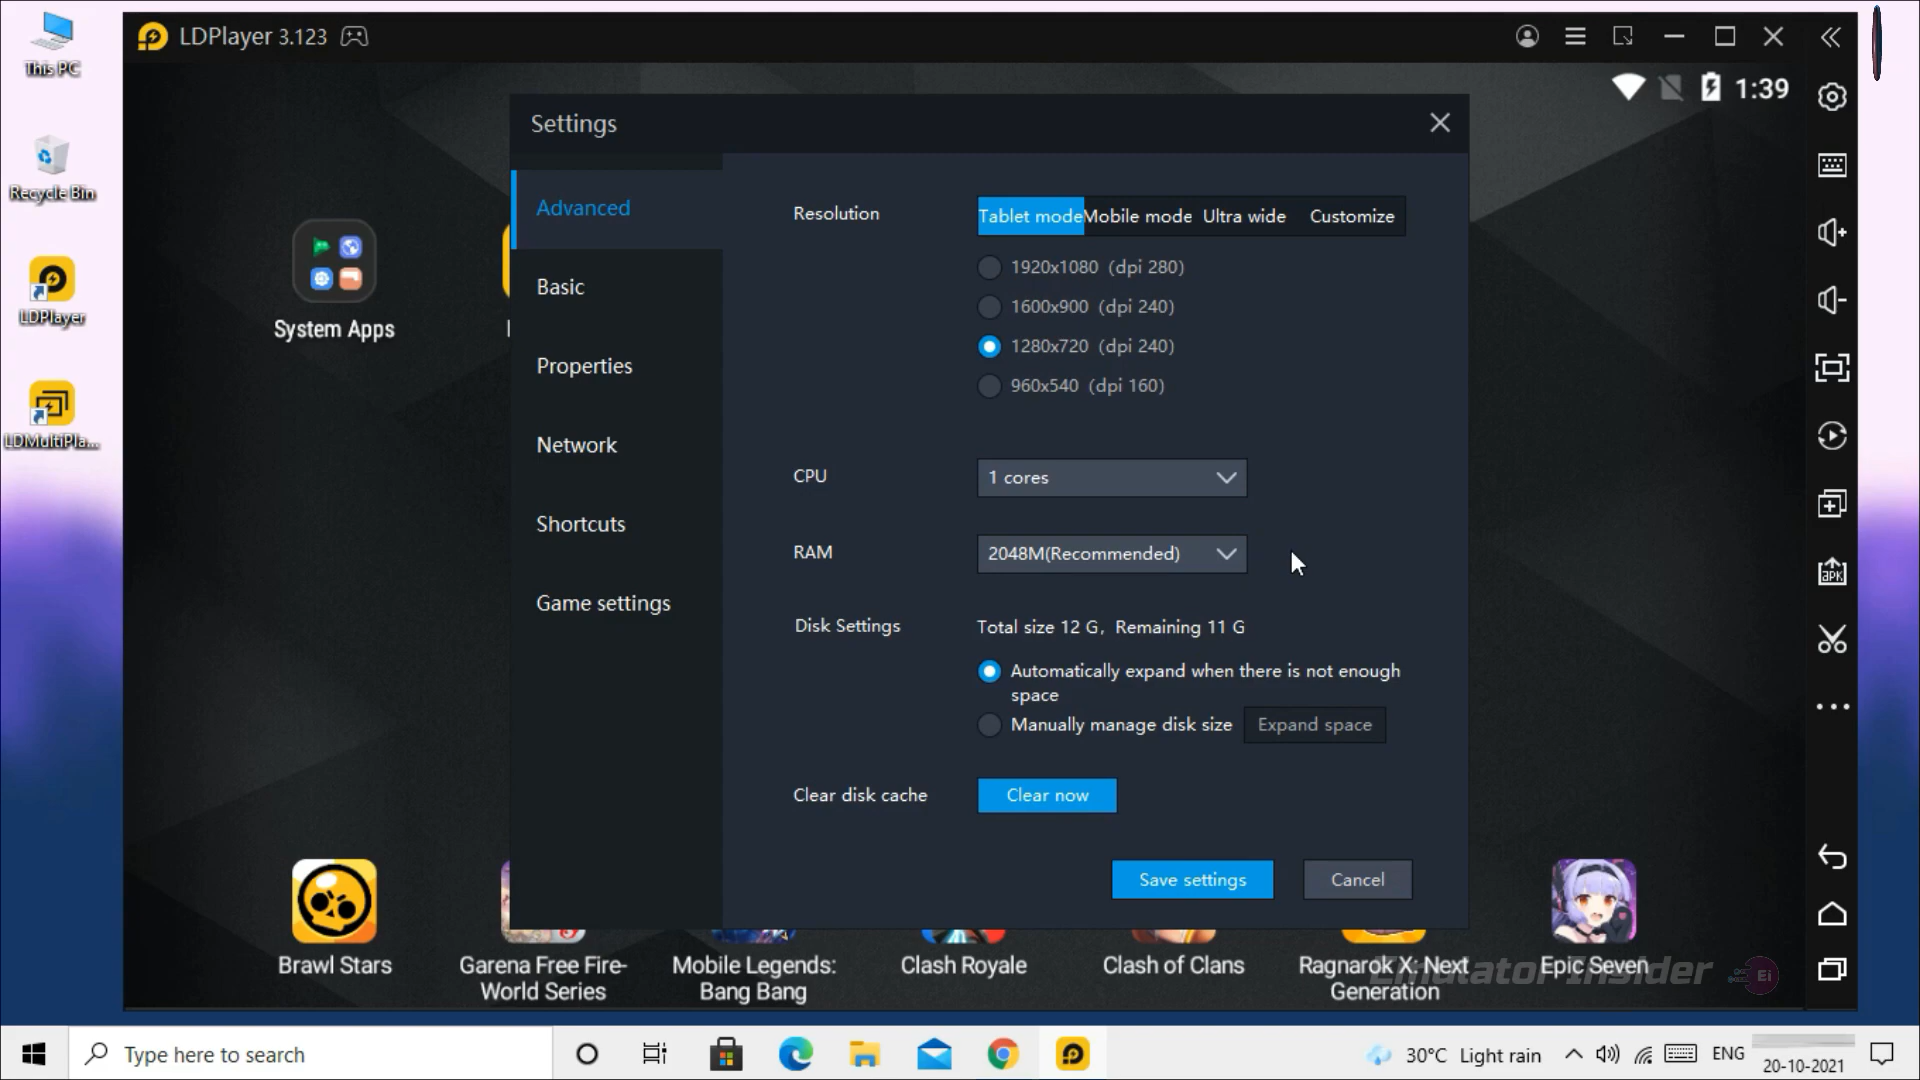 This PC
Recycle Bin
LDPlayer
LDMultiPla...
LDPlayer 3.123
1:39
System Apps
Settings
Advanced
Basic
Properties
Network
Shortcuts
Game settings
Resolution
Tablet mode Mobile mode Ultra wide Customize
1920x1080 (dpi 280)
1600x900 (dpi 240)
1280x720 (dpi 240)
960x540 (dpi 160)
CPU
1 cores
RAM
2048M(Recommended)
Disk Settings
Total size 12 G, Remaining 11 G
Automatically expand when there is not enough
space
Manually manage disk size
Expand space
Clear disk cache
Clear now
Save settings
Cancel
APK
Brawl Stars
Garena Free Fire-
World Series
Mobile Legends:
Bang Bang
Clash Royale
Clash of Clans
Ragnarok X: Next
Generation
Epic Seven
Emulator Insider
Ei
Type here to search
30°C Light rain
ENG
20-10-2021